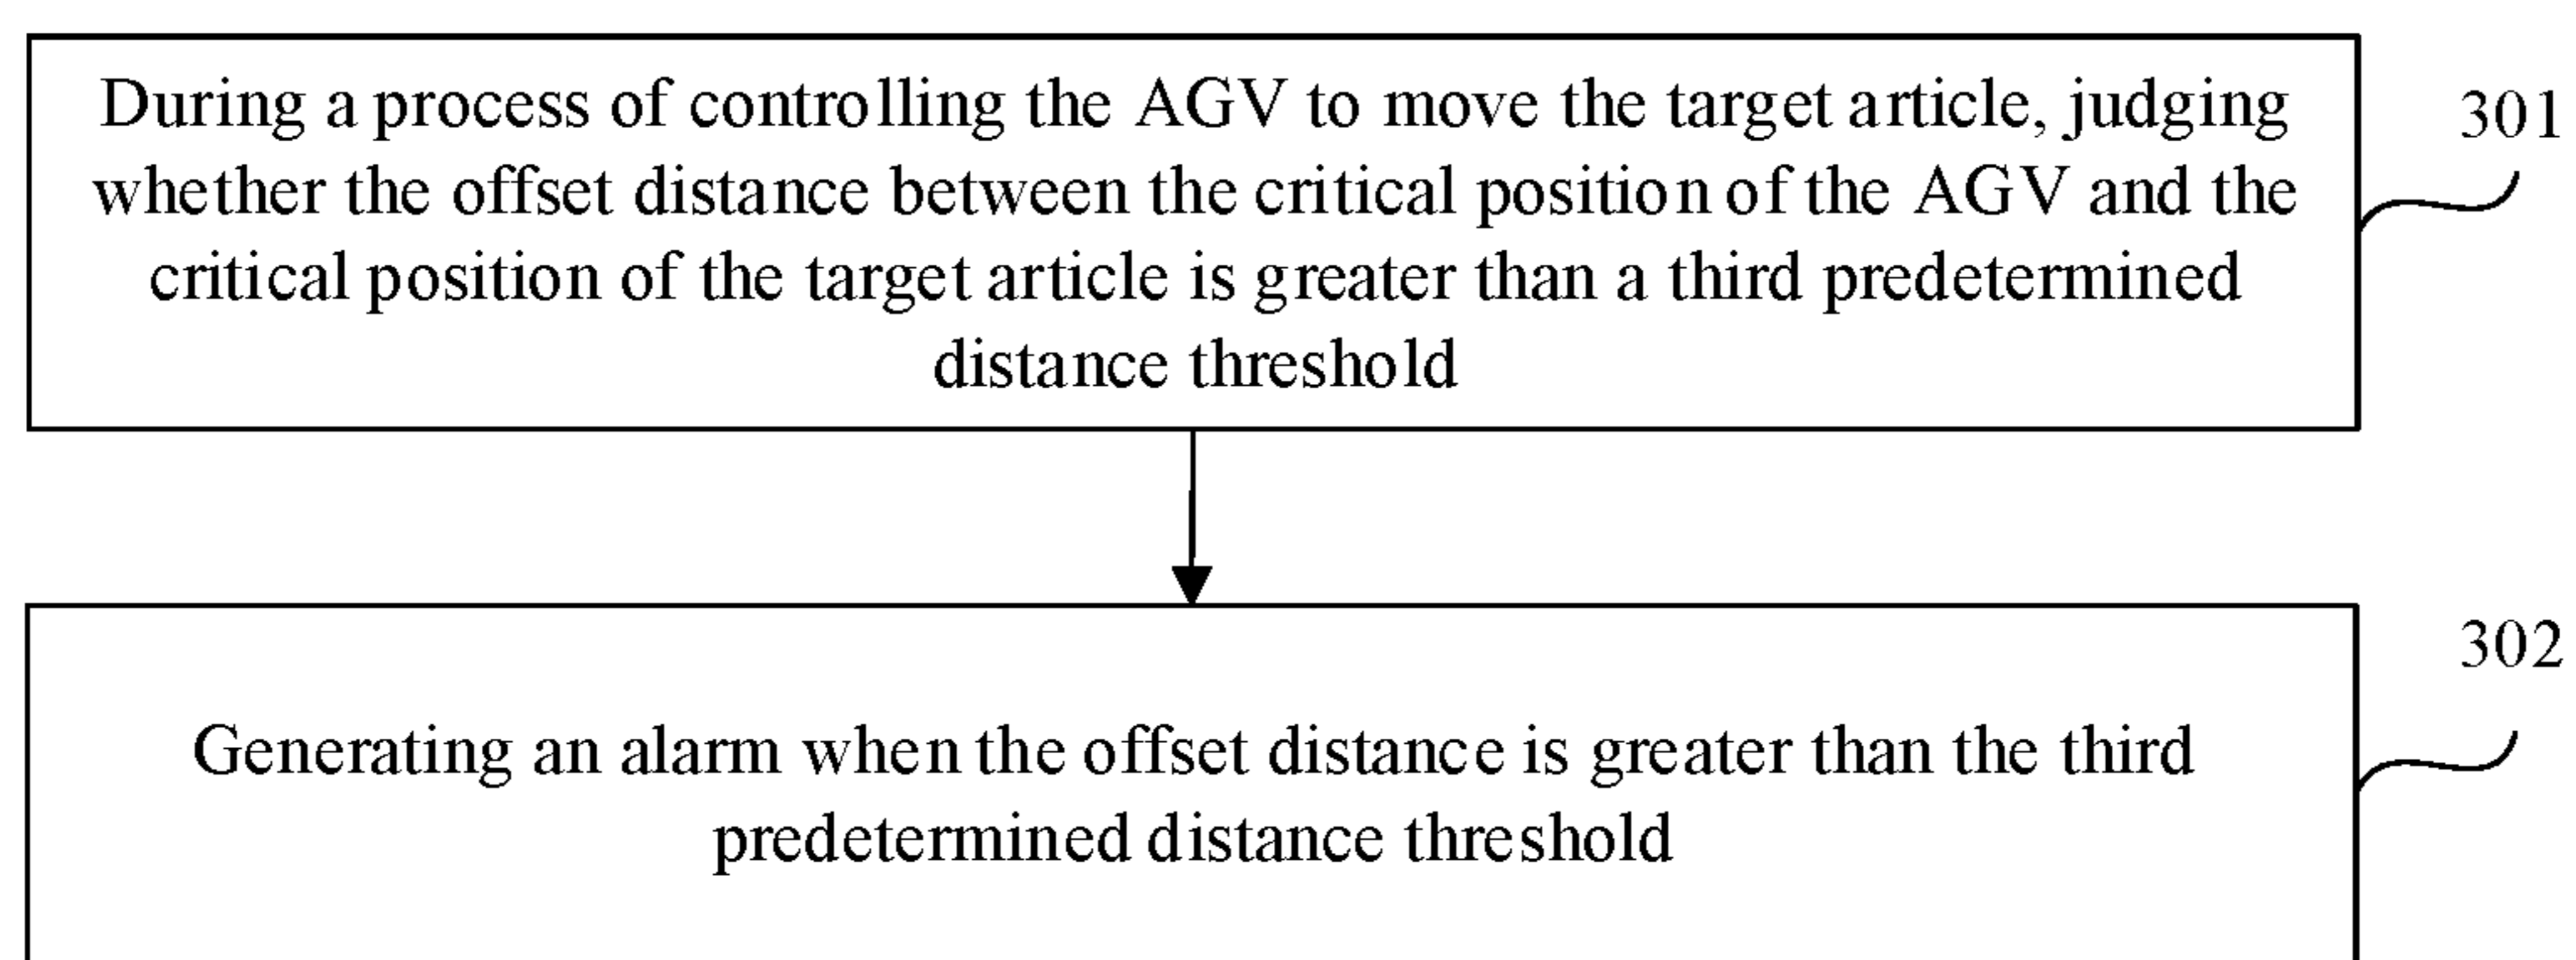 During a process of controlling the AGV to move the target article, judging
whether the offset distance between the critical position of the AGV and the
critical position of the target article is greater than a third predetermined
distance threshold
301
Generating an alarm when the offset distance is greater than the third
predetermined distance threshold
302